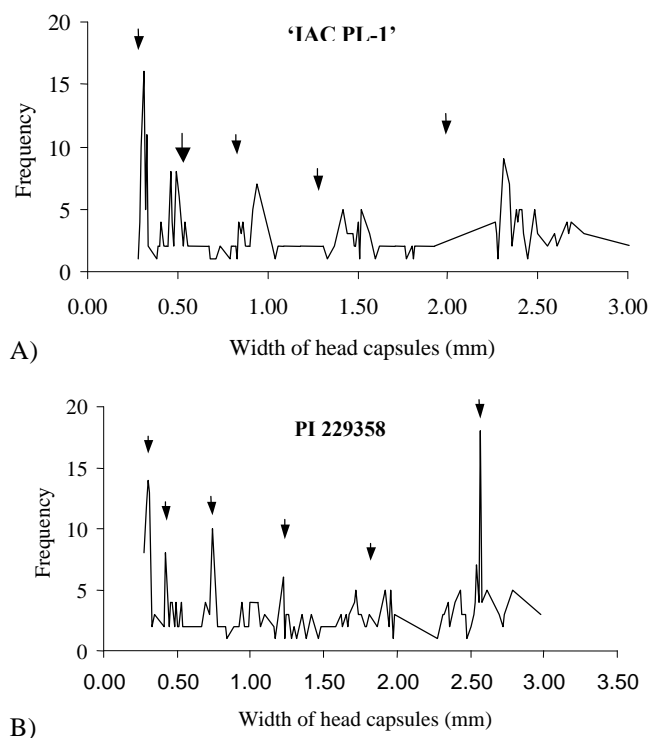 20
‘IAC PL-1’
15
Frequency
10
5
0
0.00 0.50 1.00 1.50 2.00 2.50 3.00
A)
Width of head capsules (mm)
20
PI 229358
15
Frequency
10
5
0
0.00 0.50 1.00 1.50 2.00 2.50 3.00 3.50
B)
Width of head capsules (mm)